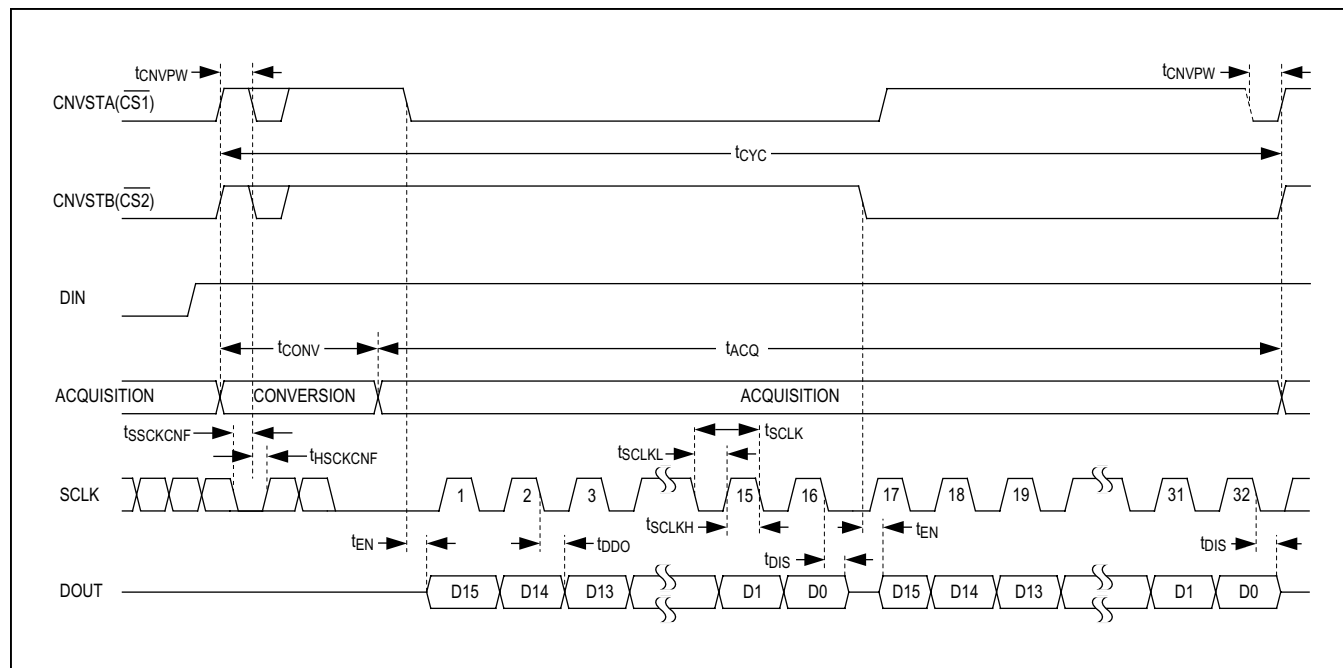 tCNVPW tCNVPW
CNVSTA(CS1)
tCYC
CNVSTB(CS2)
DIN
tCONV tACQ
ACQUISITION CONVERSION ACQUISITION
tSSCKCNF tSCLK
tHSCKCNF tSCLKL
SCLK 1 2 3 15 16 17 18 19 31 32
tEN tDDO tSCLKH tDIS tEN tDIS
DOUT D15 D14 D13 D1 D0 D15 D14 D13 D1 D0